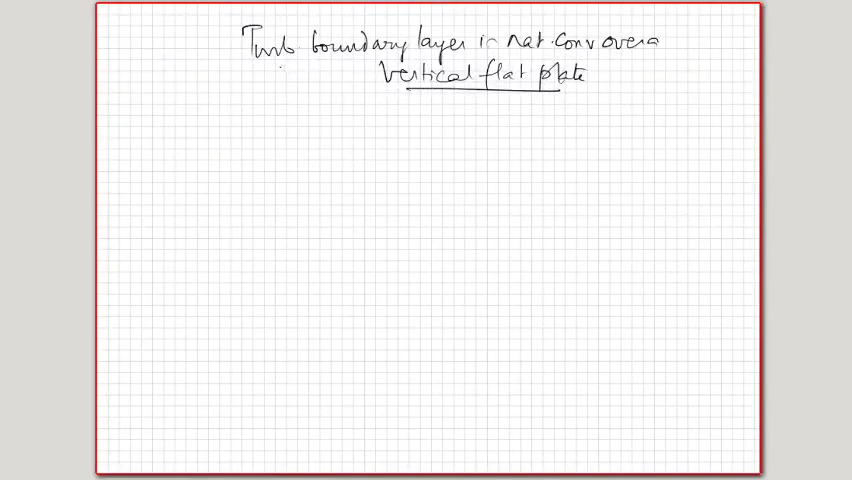 Turb boundary layer in nat. conv over a
vertical flat plate